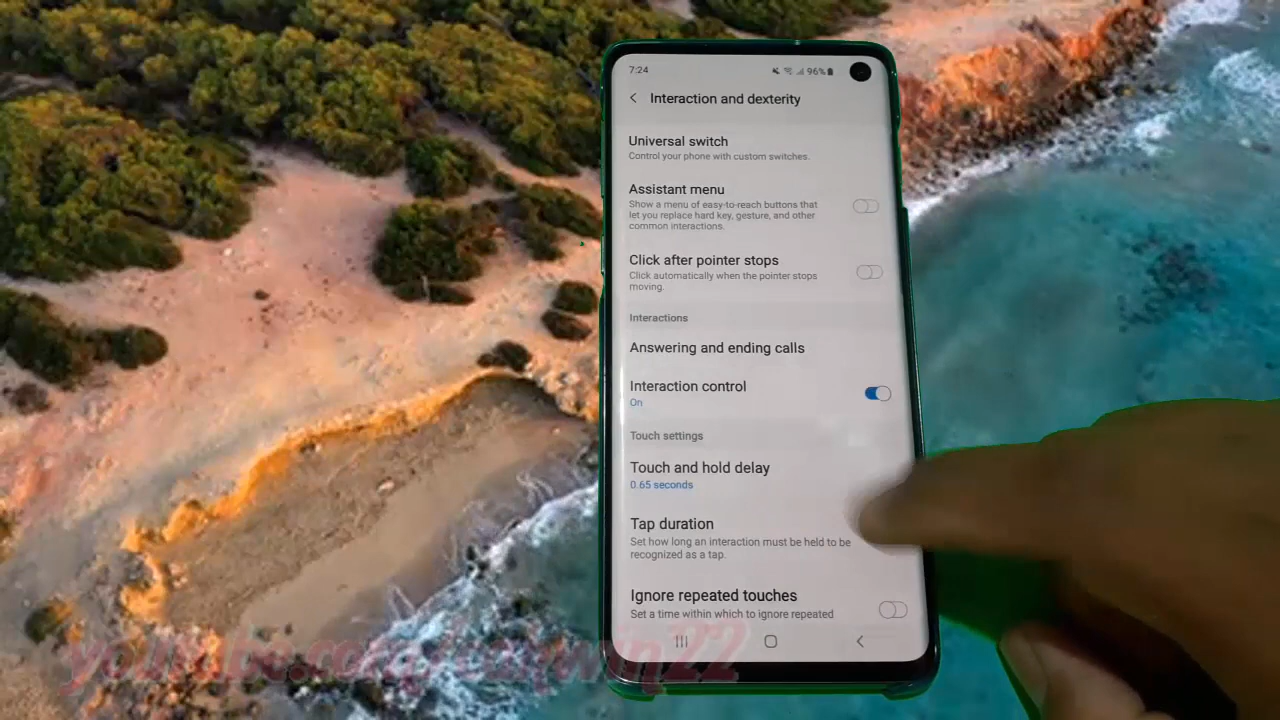 7:24
96%
Interaction and dexterity
Universal switch
Control your phone with custom switches.
Assistant menu
Show a menu of easy-to-reach buttons that
let you replace hard key, gesture, and other
common interactions.
Click after pointer stops
Click automatically when the pointer stops
moving.
Interactions
Answering and ending calls
Interaction control
On
Touch settings
Touch and hold delay
0.65 seconds
Tap duration
Set how long an interaction must be held to be
recognized as a tap.
Ignore repeated touches
Set a time within which to ignore repeated